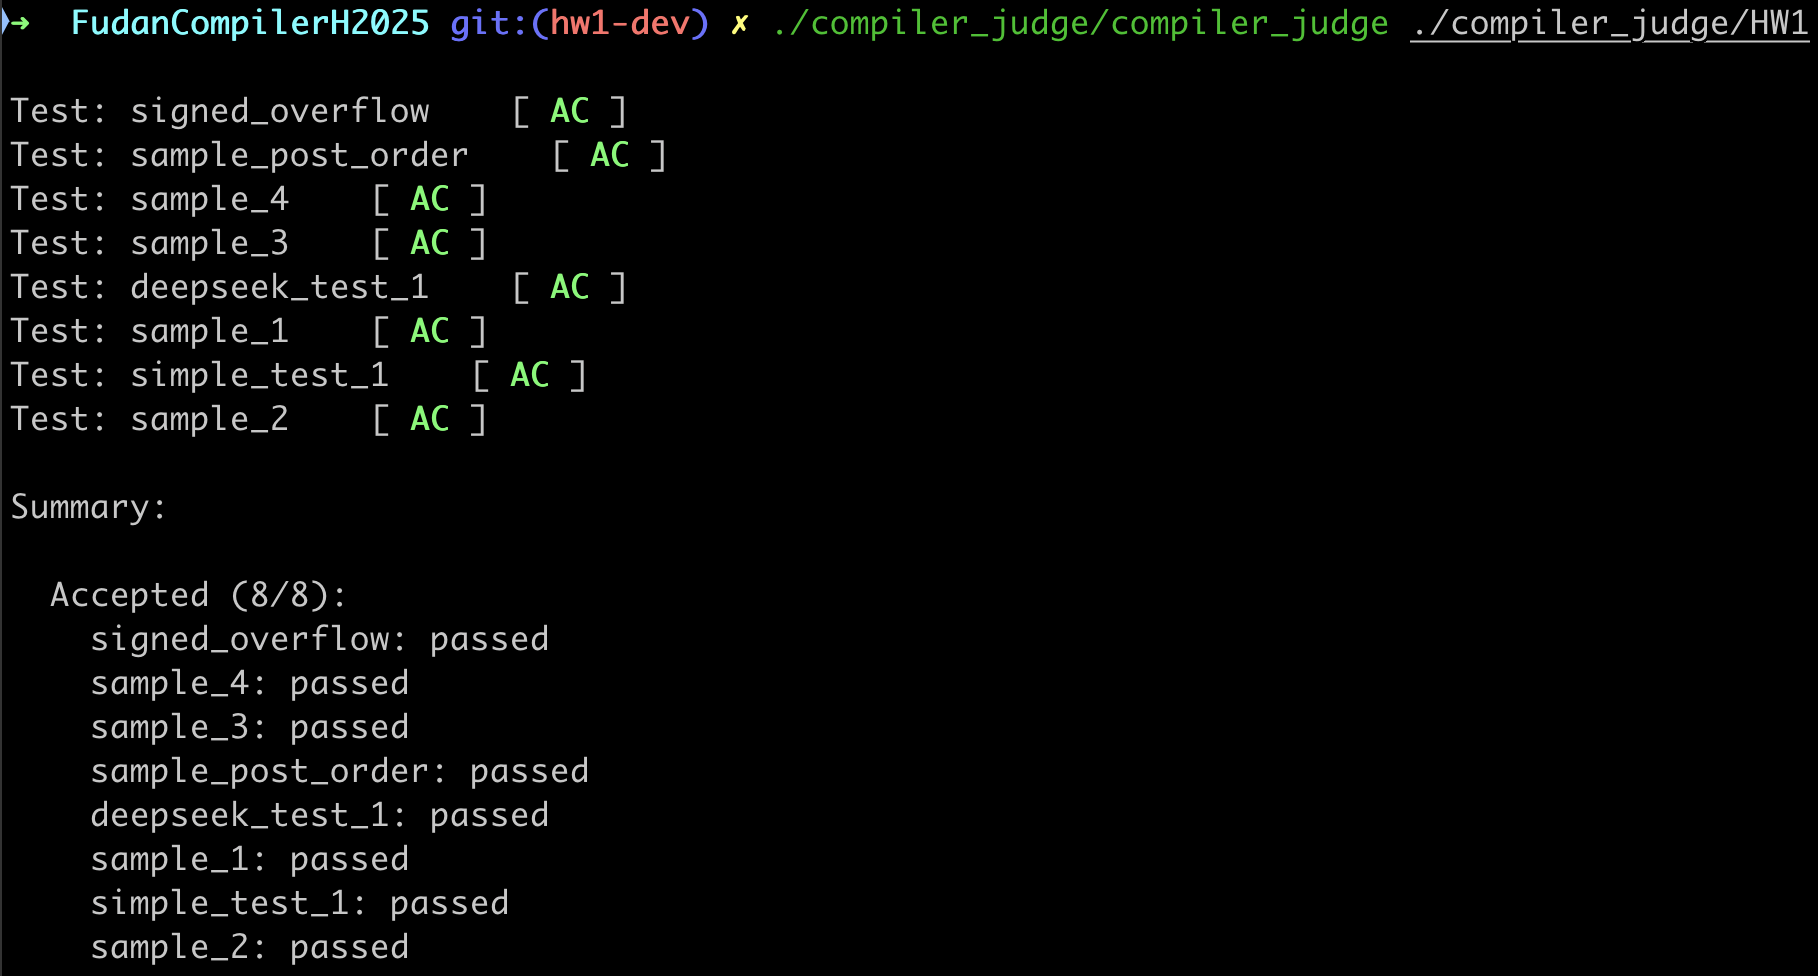 ➜  FudanCompilerH2025 git:(hw1-dev) ✗ ./compiler_judge/compiler_judge ./compiler_judge/HW1
Test: signed_overflow    [ AC ]
Test: sample_post_order    [ AC ]
Test: sample_4    [ AC ]
Test: sample_3    [ AC ]
Test: deepseek_test_1    [ AC ]
Test: sample_1    [ AC ]
Test: simple_test_1    [ AC ]
Test: sample_2    [ AC ]
Summary:
Accepted (8/8):
signed_overflow: passed
sample_4: passed
sample_3: passed
sample_post_order: passed
deepseek_test_1: passed
sample_1: passed
simple_test_1: passed
sample_2: passed